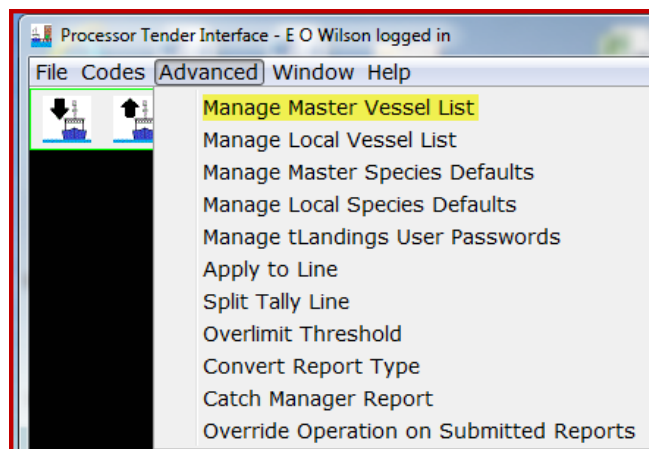 Processor Tender Interface - E O Wilson logged in
File Codes Advanced Window Help
Manage Master Vessel List
Manage Local Vessel List
Manage Master Species Defaults
Manage Local Species Defaults
Manage tLandings User Passwords
Apply to Line
Split Tally Line
Overlimit Threshold
Convert Report Type
Catch Manager Report
Override Operation on Submitted Reports